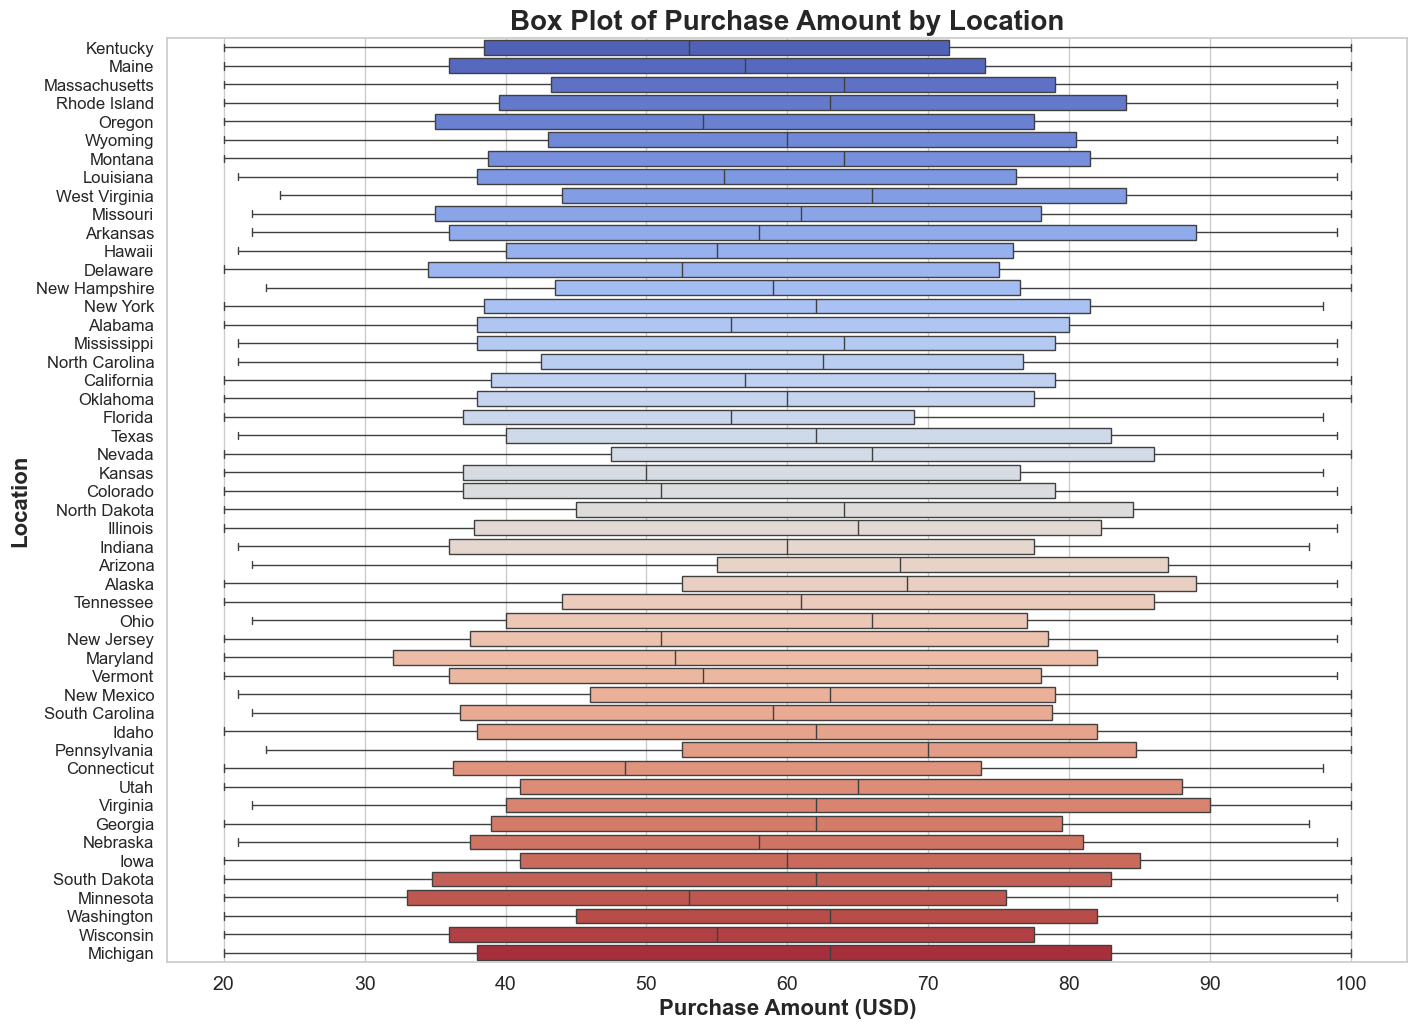 Box Plot of Purchase Amount by Location
Kentucky
Maine
Massachusetts
Rhode Island
Oregon
Wyoming
Montana
Louisiana
West Virginia
Missouri
Arkansas
Hawaii
Delaware
New Hampshire
New York
Alabama
Mississippi
North Carolina
California
Oklahoma
Florida
Texas
Nevada
Kansas
Colorado
North Dakota
Illinois
Indiana
Arizona
Alaska
Tennessee
Ohio
New Jersey
Maryland
Vermont
New Mexico
South Carolina
Idaho
Pennsylvania
Connecticut
Utah
Virginia
Georgia
Nebraska
Iowa
South Dakota
Minnesota
Washington
Wisconsin
Michigan
Location
20 30 40 50 60 70 80 90 100
Purchase Amount (USD)